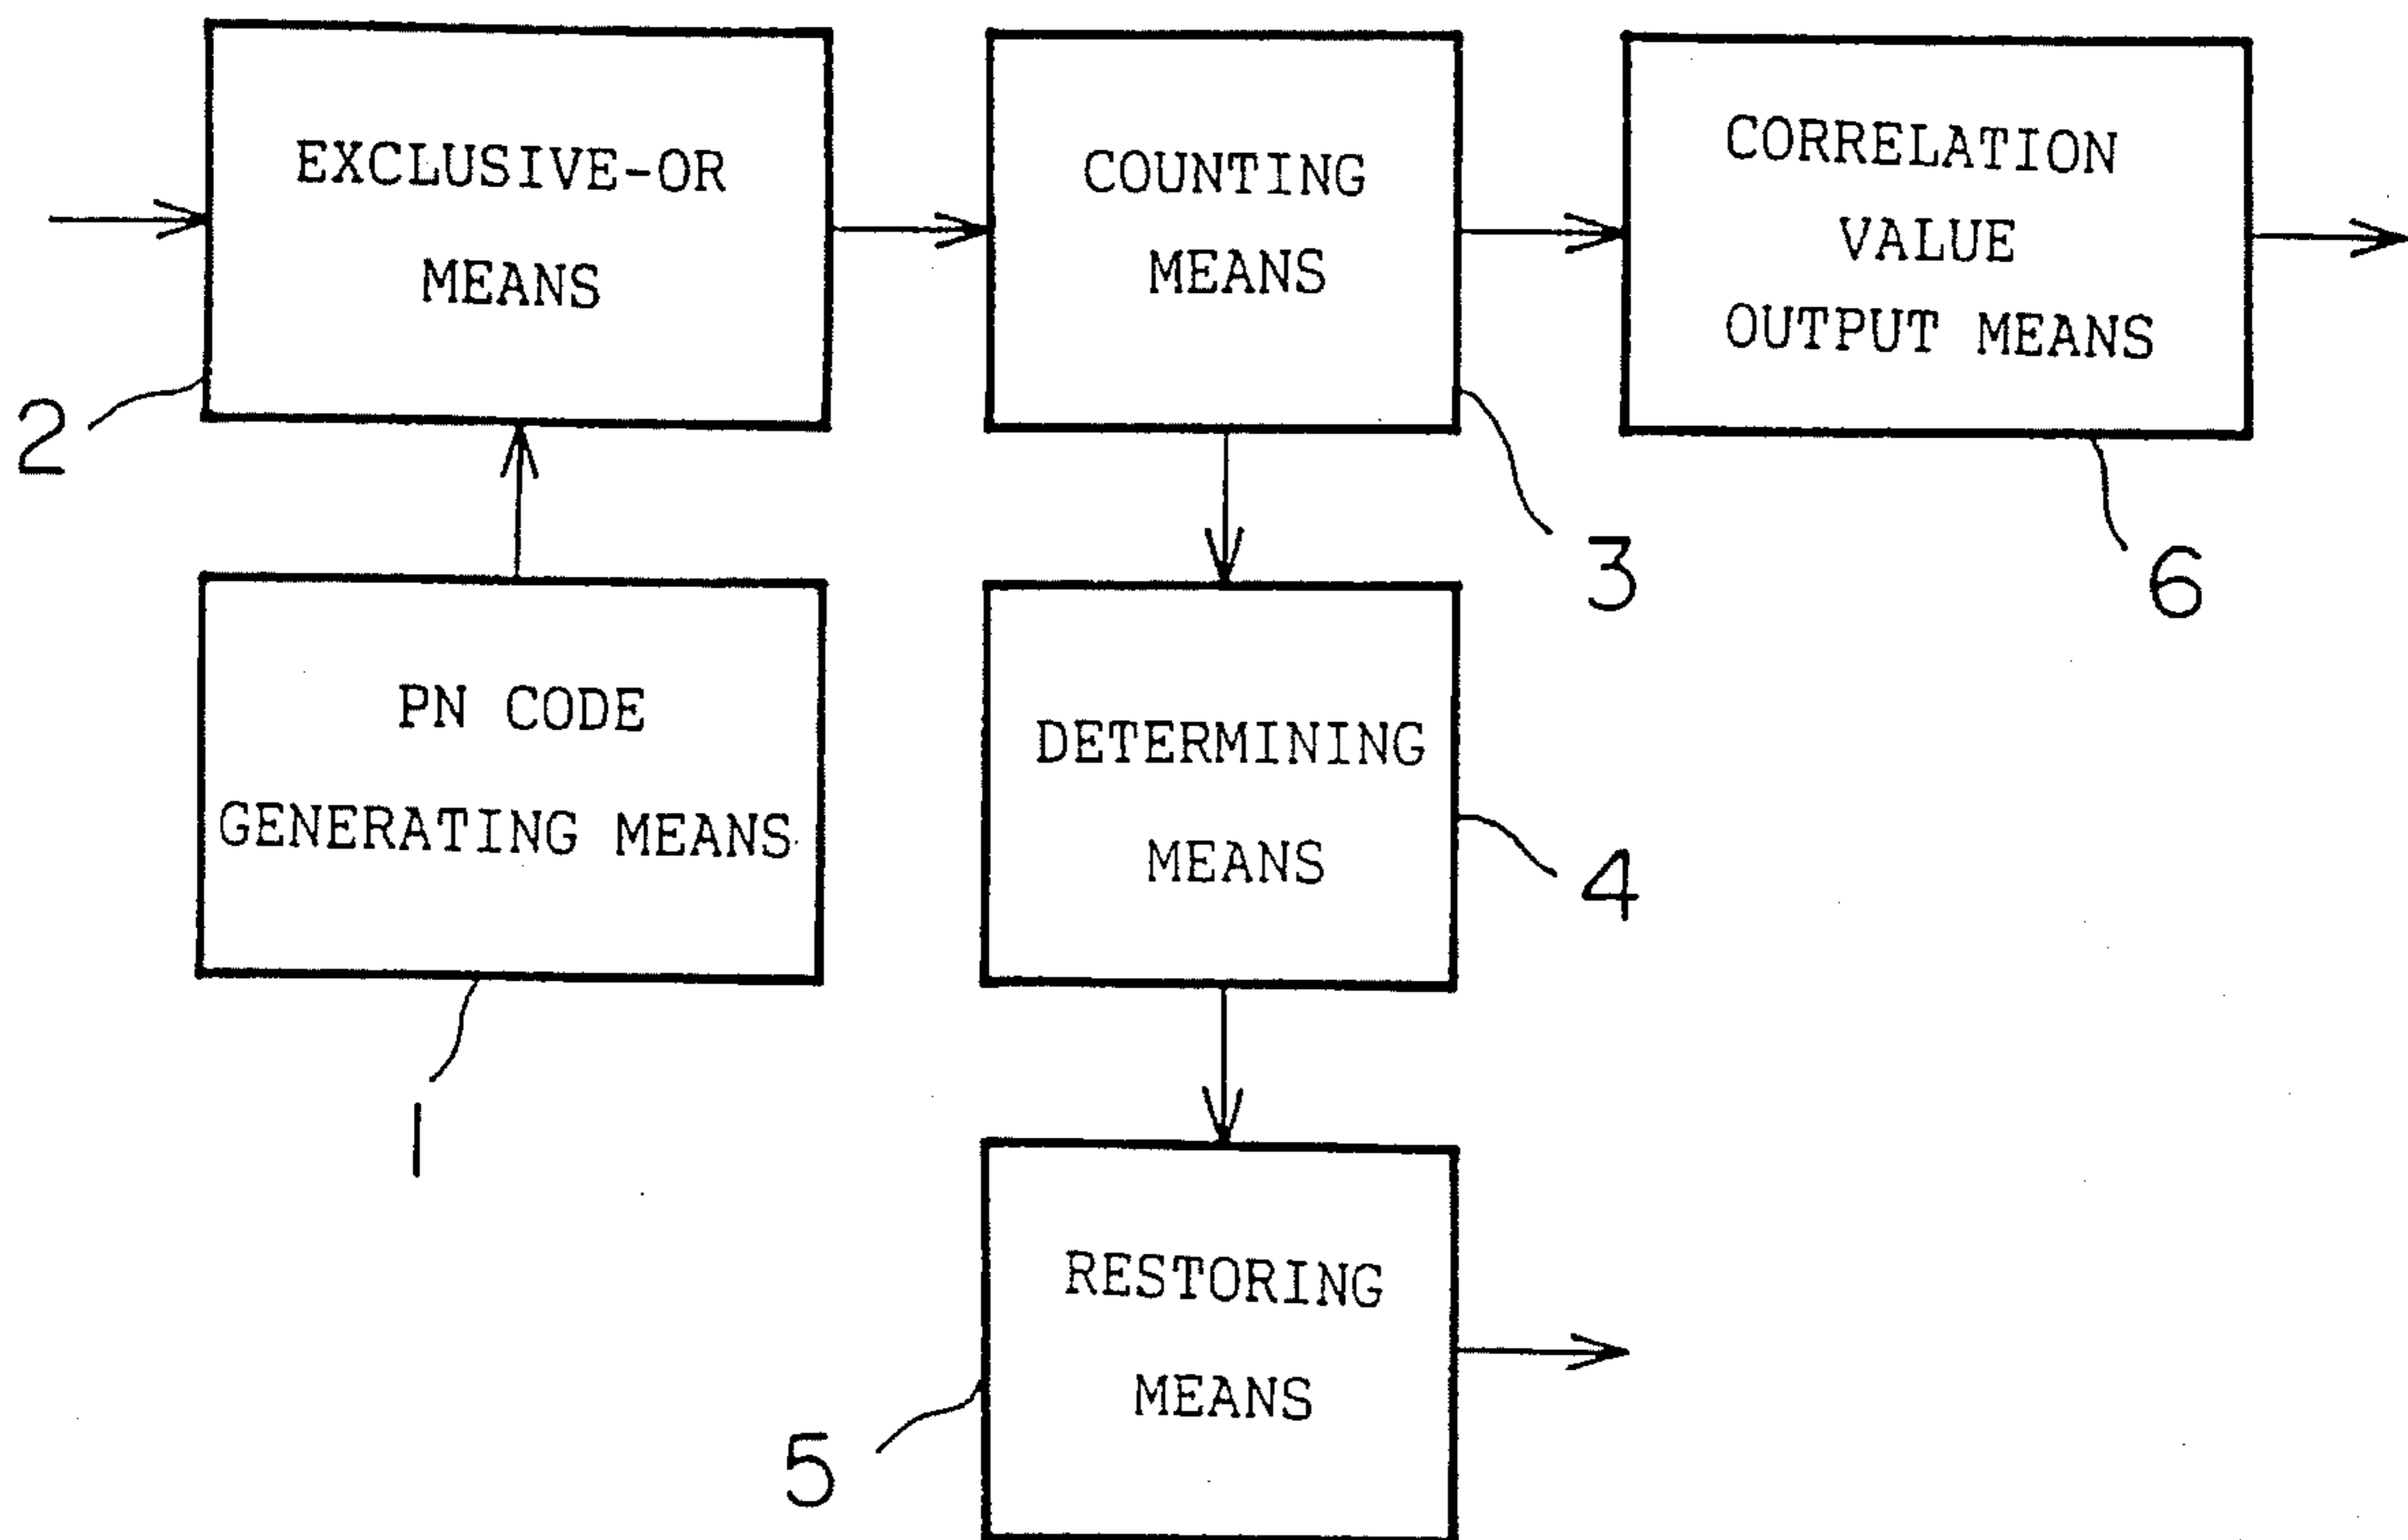 EXCLUSIVE-OR
MEANS
COUNTING
MEANS
CORRELATION
VALUE
OUTPUT MEANS
2
3
6
PN CODE
GENERATING MEANS
DETERMINING
MEANS
4
1
RESTORING
MEANS
5